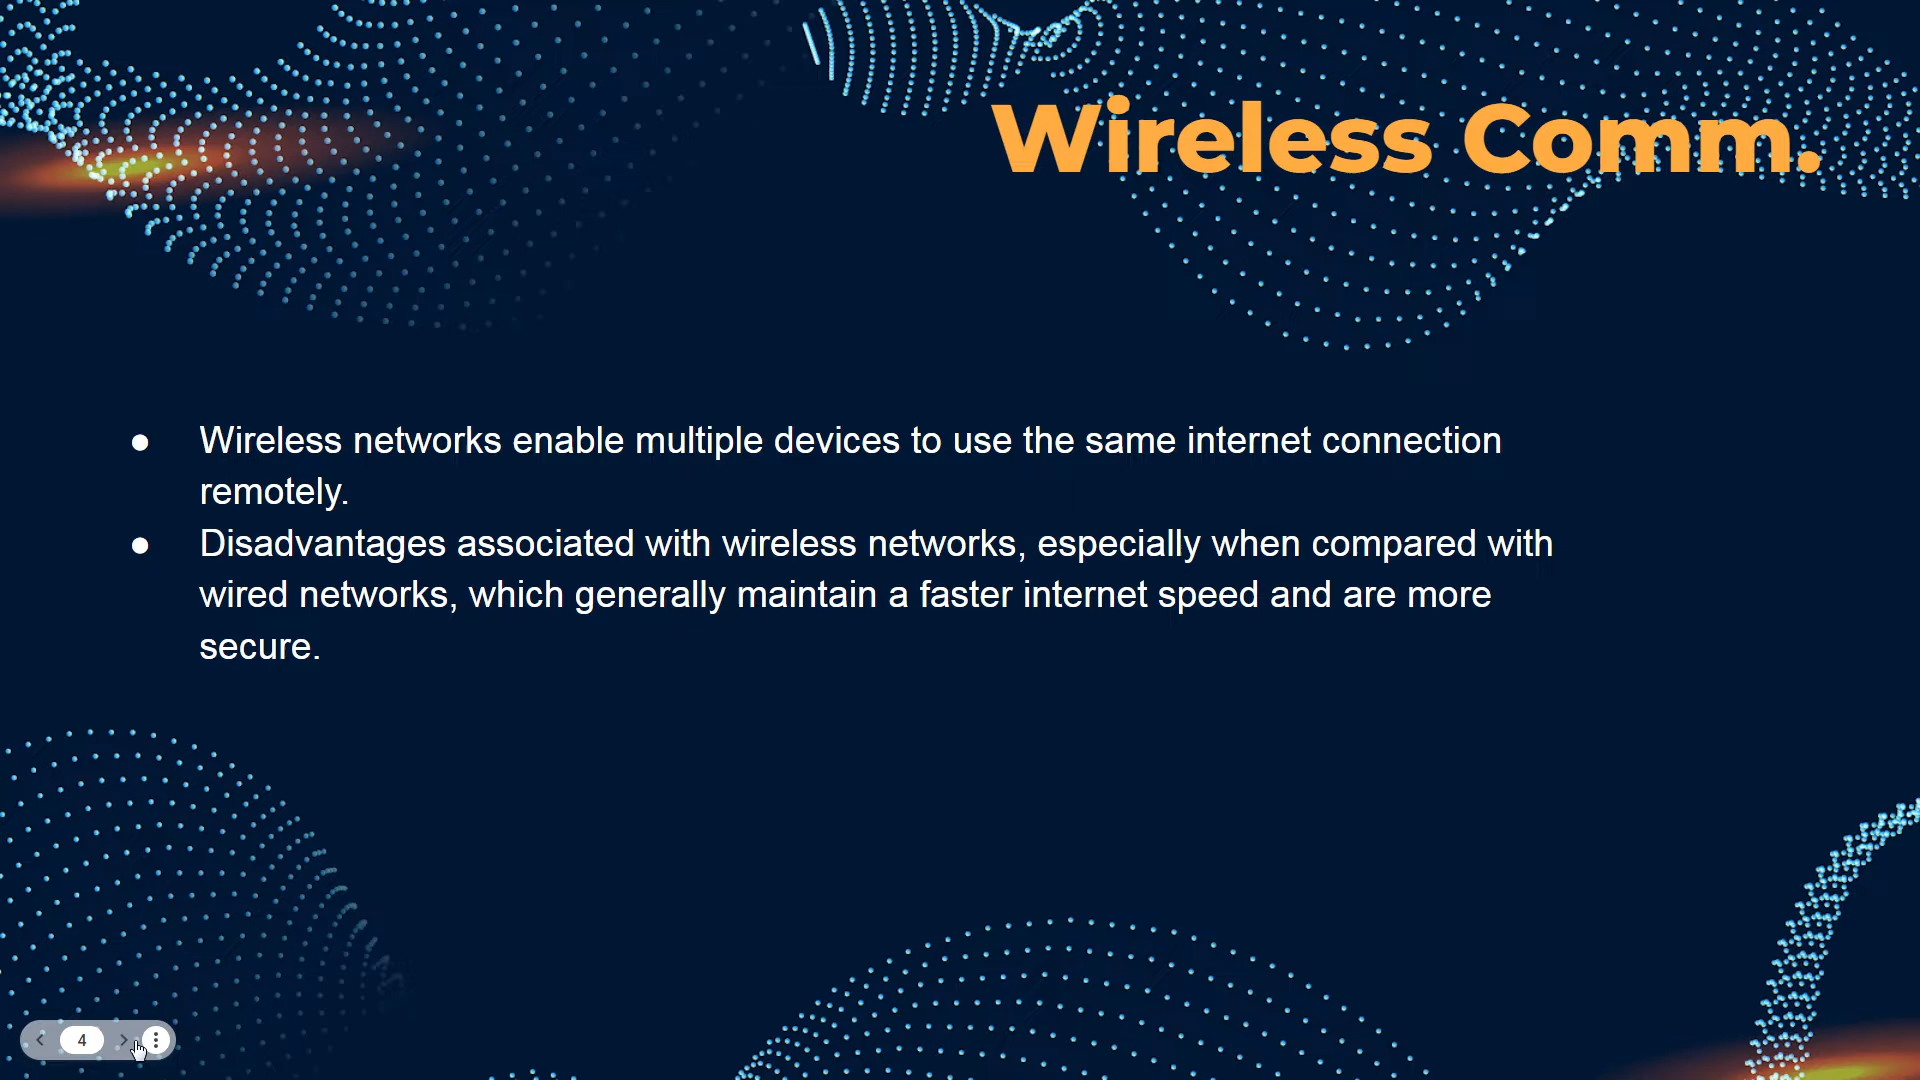 Wireless Comm.
● Wireless networks enable multiple devices to use the same internet connection
remotely.
● Disadvantages associated with wireless networks, especially when compared with
wired networks, which generally maintain a faster internet speed and are more
secure.
4